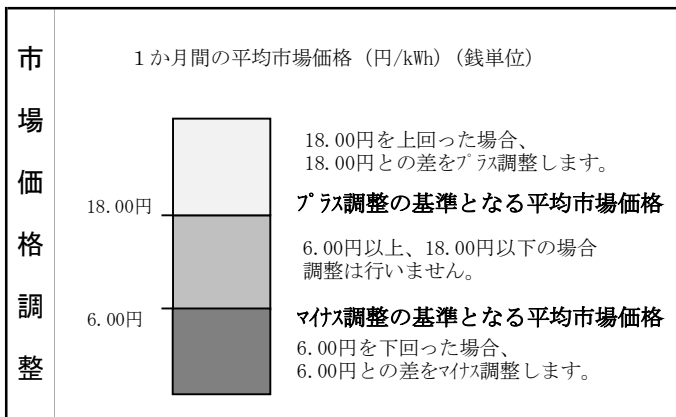 市場価格調整
1か月間の平均市場価格（円/kWh）（銭単位）
18.00円を上回った場合、
18.00円との差をﾌﾟﾗｽ調整します。
18.00円
ﾌﾟﾗｽ調整の基準となる平均市場価格
6.00円以上、18.00円以下の場合
調整は行いません。
6.00円
ﾏｲﾅｽ調整の基準となる平均市場価格
6.00円を下回った場合、
6.00円との差をﾏｲﾅｽ調整します。